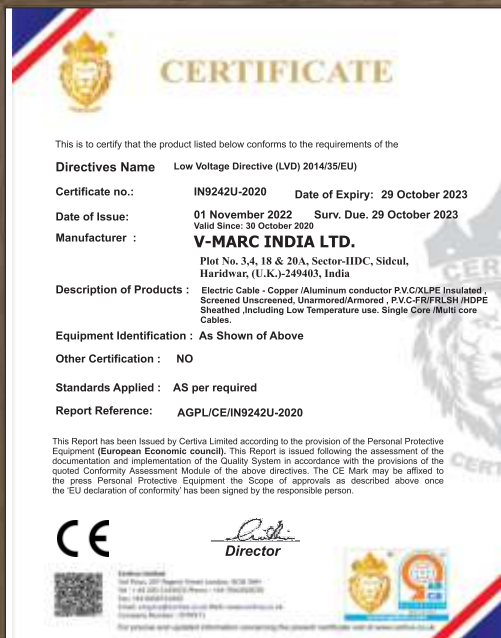 CERTIFICATE
This is to certify that the product listed below conforms to the requirements of the
Directives Name Low Voltage Directive (LVD) 2014/35/EU)
Certificate no.: IN9242U-2020 Date of Expiry: 29 October 2023
Date of Issue: 01 November 2022 Surv. Due. 29 October 2023
Valid Since: 30 October 2020
Manufacturer : V-MARC INDIA LTD.
Plot No. 3,4, 18 & 20A, Sector-IIDC, Sidcul,
Haridwar, (U.K.)-249403, India
Description of Products : Electric Cable - Copper /Aluminum conductor P.V.C/XLPE Insulated ,
Screened Unscreened, Unarmored/Armored , P.V.C-FR/FRLSH /HDPE
Sheathed ,Including Low Temperature use. Single Core /Multi core
Cables.
Equipment Identification : As Shown of Above
Other Certification : NO
Standards Applied : AS per required
Report Reference: AGPL/CE/IN9242U-2020
This Report has been Issued by Certiva Limited according to the provision of the Personal Protective
Equipment (European Economic council). This Report is issued following the assessment of the
documentation and implementation of the Quality System in accordance with the provisions of the
quoted Conformity Assessment Module of the above directives. The CE Mark may be affixed to
the press Personal Protective Equipment the Scope of approvals as described above once
the 'EU declaration of conformity' has been signed by the responsible person.
CE
Director